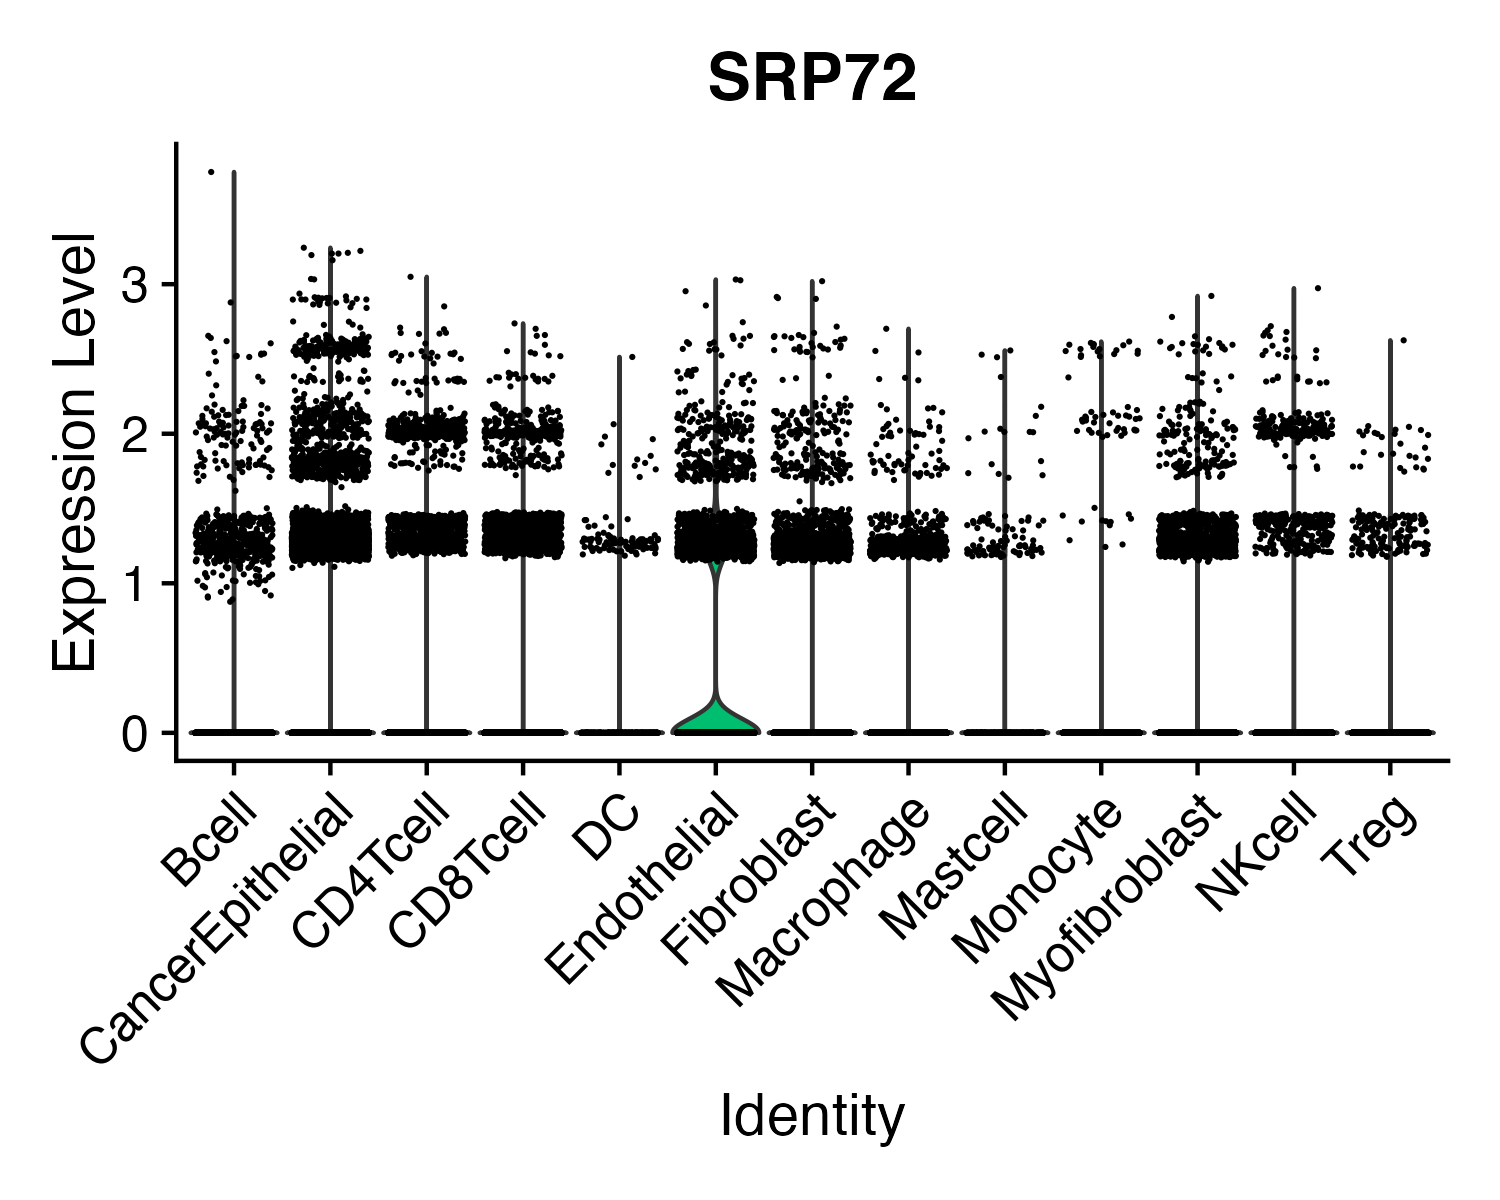 SRP72
Expression Level
3
2
1
0
Bcell
CancerEpithelial
CD4Tcell
CD8Tcell
DC
Endothelial
Fibroblast
Macrophage
Mastcell
Monocyte
Myofibroblast
NKcell
Treg
Identity